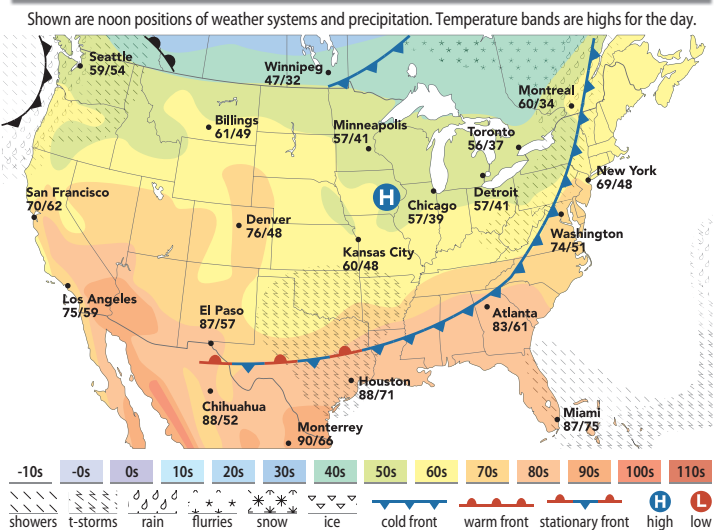 Shown are noon positions of weather systems and precipitation. Temperature bands are highs for the day.
Seattle
59/54
Winnipeg
47/32
Montreal
60/34
Billings
61/49
Minneapolis
57/41
Toronto
56/37
New York
69/48
San Francisco
70/62
H
Chicago
57/39
Detroit
57/41
Denver
76/48
Washington
74/51
Kansas City
60/48
Los Angeles
75/59
El Paso
87/57
Atlanta
83/61
Houston
88/71
Chihuahua
88/52
Miami
87/75
Monterrey
90/66
-10s -0s 0s 10s 20s 30s 40s 50s 60s 70s 80s 90s 100s 110s
H L
showers t-storms rain flurries snow ice cold front warm front stationary front high low